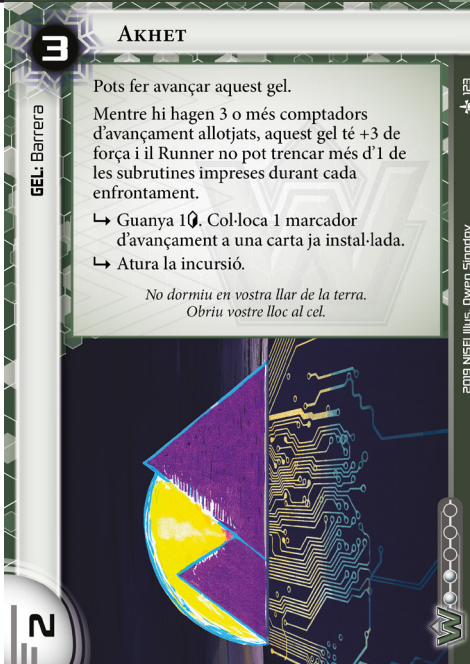 3
AKHET
GEL: Barrera
Pots fer avançar aquest gel.
Mentre hi hagen 3 o més comptadors
d'avançament allotjats, aquest gel té +3 de
força i il Runner no pot trencar més d'1 de
les subrutines impreses durant cada
enfrontament.
↳ Guanya 1. Col·loca 1 marcador
d'avançament a una carta ja instal·lada.
↳ Atura la incursió.
No dormiu en vostra llar de la terra.
Obriu vostre lloc al cel.
123
2019 NISEI Illus. Owen Sinodov
2